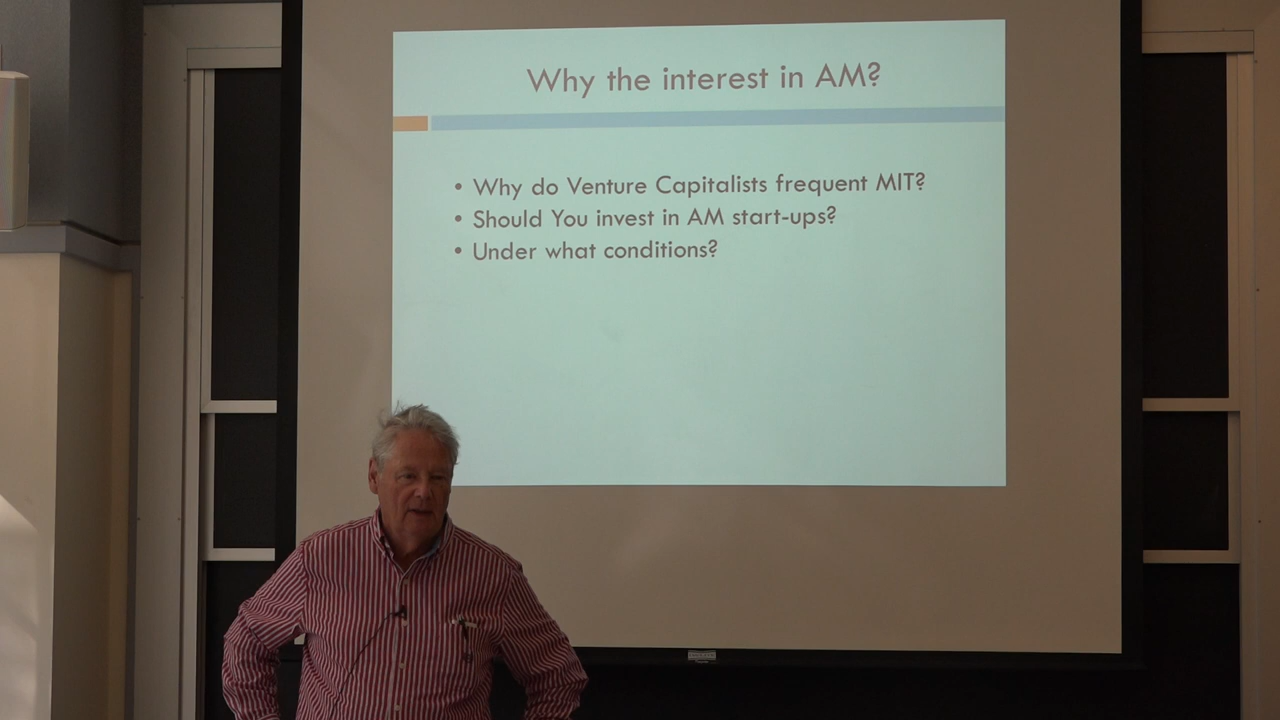 Why the interest in AM?
• Why do Venture Capitalists frequent MIT?
• Should You invest in AM start-ups?
• Under what conditions?